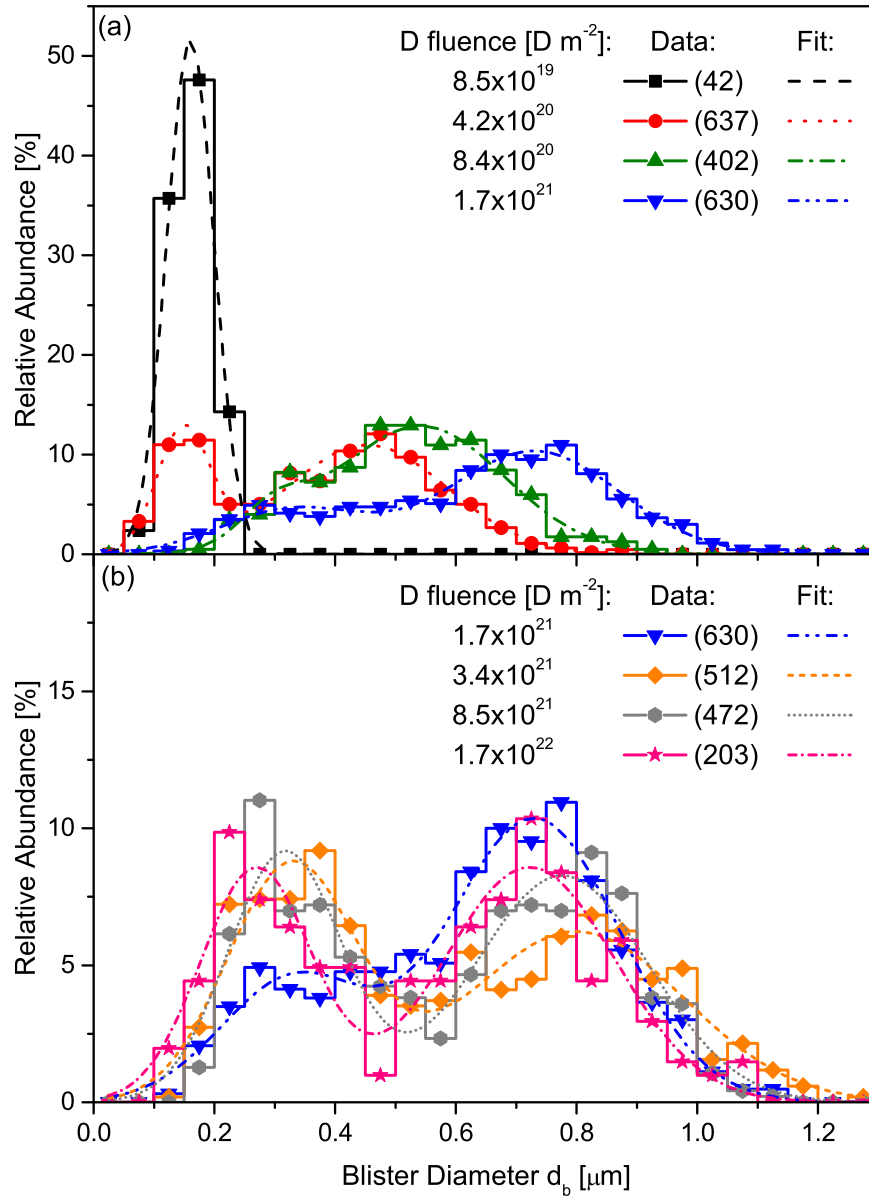 (a)
D fluence [D m⁻²]: Data: Fit:
8.5x10¹⁹ (42)
4.2x10²⁰ (637)
8.4x10²⁰ (402)
1.7x10²¹ (630)
50
40
30
20
10
0
Relative Abundance [%]
(b)
D fluence [D m⁻²]: Data: Fit:
1.7x10²¹ (630)
3.4x10²¹ (512)
8.5x10²¹ (472)
1.7x10²² (203)
15
10
5
0
Relative Abundance [%]
0.0 0.2 0.4 0.6 0.8 1.0 1.2
Blister Diameter d_b [μm]